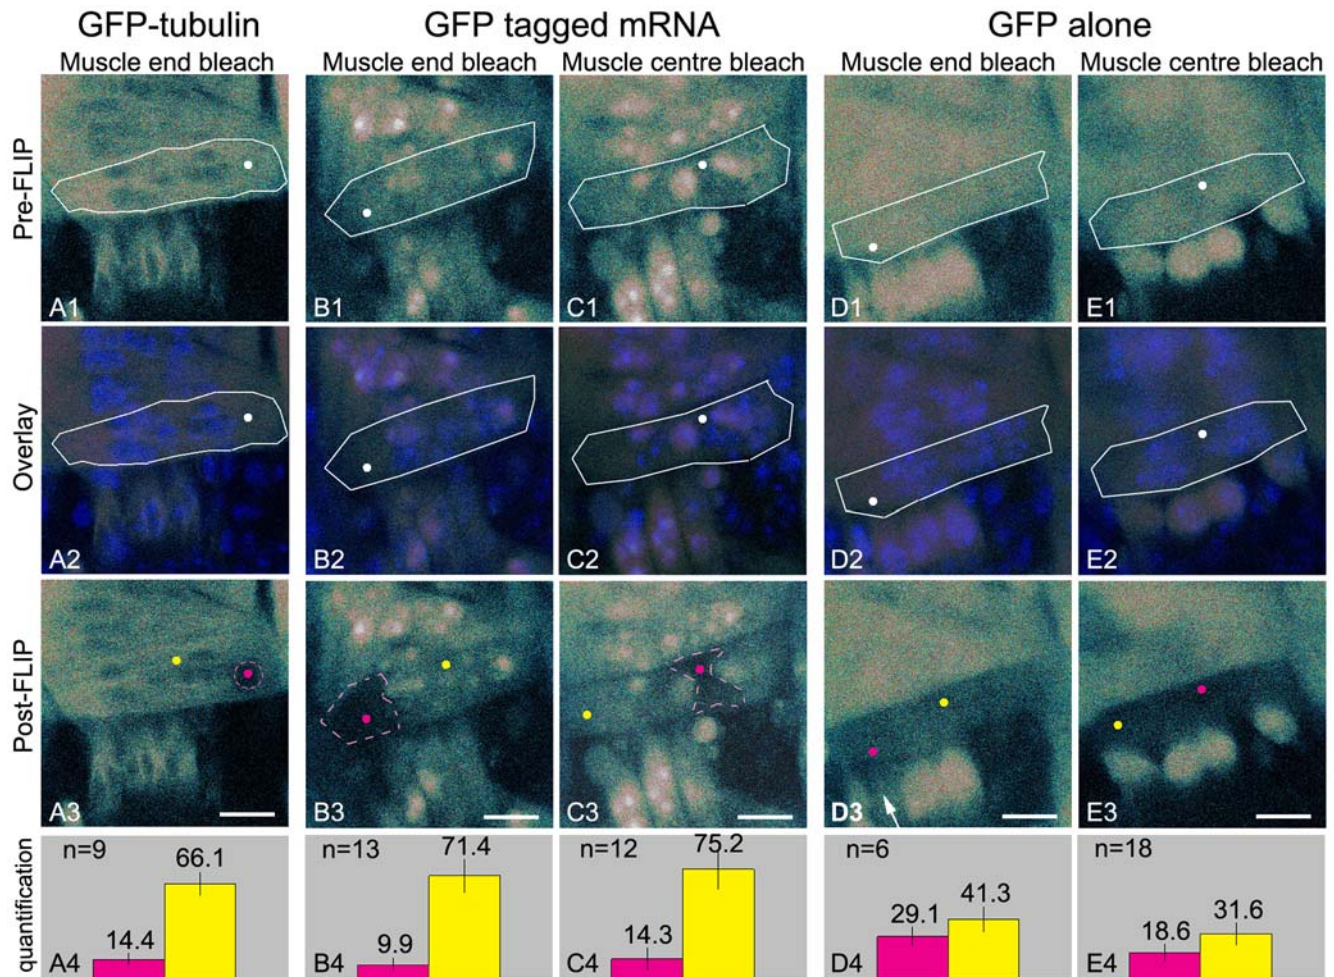 GFP-tubulin GFP tagged mRNA GFP alone
Muscle end bleach Muscle end bleach Muscle centre bleach Muscle end bleach Muscle centre bleach
Pre-FLIP
A1 B1 C1 D1 E1
Overlay
A2 B2 C2 D2 E2
Post-FLIP
A3 B3 C3 D3 E3
quantification
n=9 66.1 n=13 71.4 n=12 75.2 n=6 n=18
14.4 9.9 14.3 29.1 41.3 18.6 31.6
A4 B4 C4 D4 E4